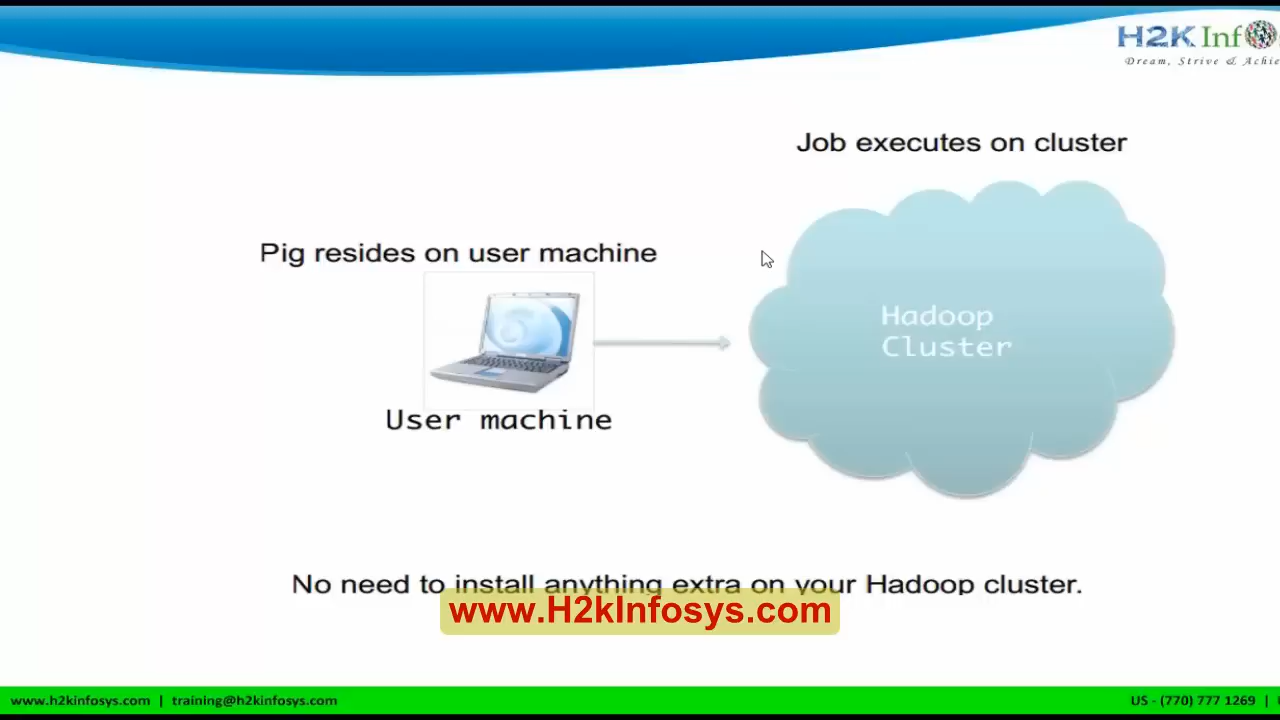 H2K Info
Dream, Strive & Achie
Job executes on cluster
Pig resides on user machine
Hadoop
Cluster
User machine
No need to install anything extra on your Hadoop cluster.
www.H2kInfosys.com
www.h2kinfosys.com | training@h2kinfosys.com
US - (770) 777 1269 |